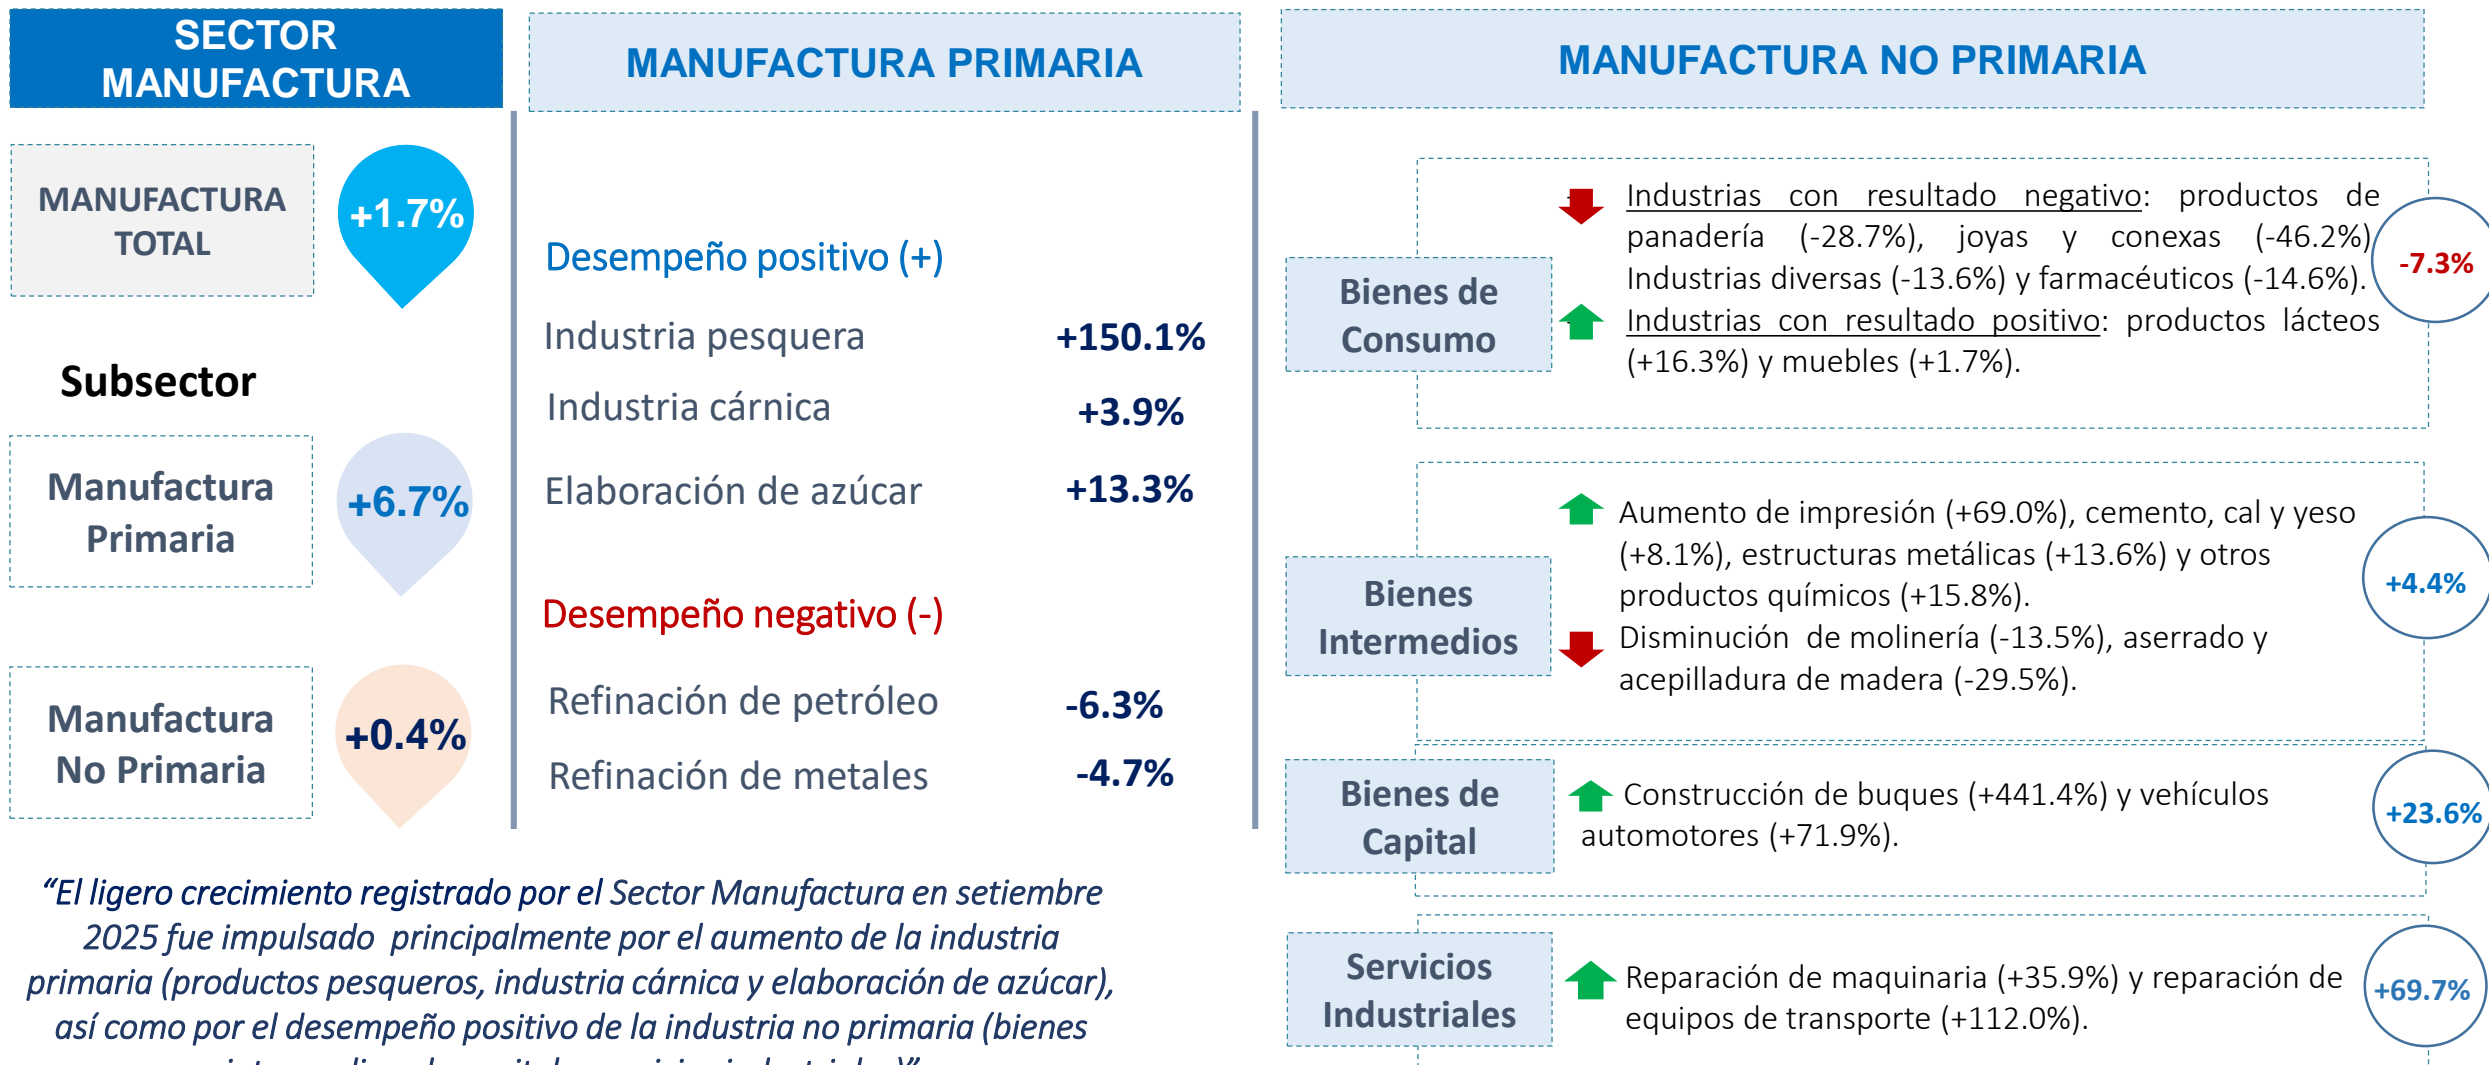 SECTOR
MANUFACTURA
MANUFACTURA
TOTAL
+1.7%
Subsector
Manufactura
Primaria
+6.7%
Manufactura
No Primaria
+0.4%
MANUFACTURA PRIMARIA
Desempeño positivo (+)
Industria pesquera +150.1%
Industria cárnica +3.9%
Elaboración de azúcar +13.3%
Desempeño negativo (-)
Refinación de petróleo -6.3%
Refinación de metales -4.7%
“El ligero crecimiento registrado por el Sector Manufactura en setiembre
2025 fue impulsado principalmente por el aumento de la industria
primaria (productos pesqueros, industria cárnica y elaboración de azúcar),
así como por el desempeño positivo de la industria no primaria (bienes
MANUFACTURA NO PRIMARIA
Bienes de
Consumo
Industrias con resultado negativo: productos de
panadería (-28.7%), joyas y conexas (-46.2%)
Industrias diversas (-13.6%) y farmacéuticos (-14.6%).
Industrias con resultado positivo: productos lácteos
(+16.3%) y muebles (+1.7%).
-7.3%
Bienes
Intermedios
Aumento de impresión (+69.0%), cemento, cal y yeso
(+8.1%), estructuras metálicas (+13.6%) y otros
productos químicos (+15.8%).
Disminución de molinería (-13.5%), aserrado y
acepilladura de madera (-29.5%).
+4.4%
Bienes de
Capital
Construcción de buques (+441.4%) y vehículos
automotores (+71.9%).
+23.6%
Servicios
Industriales
Reparación de maquinaria (+35.9%) y reparación de
equipos de transporte (+112.0%).
+69.7%